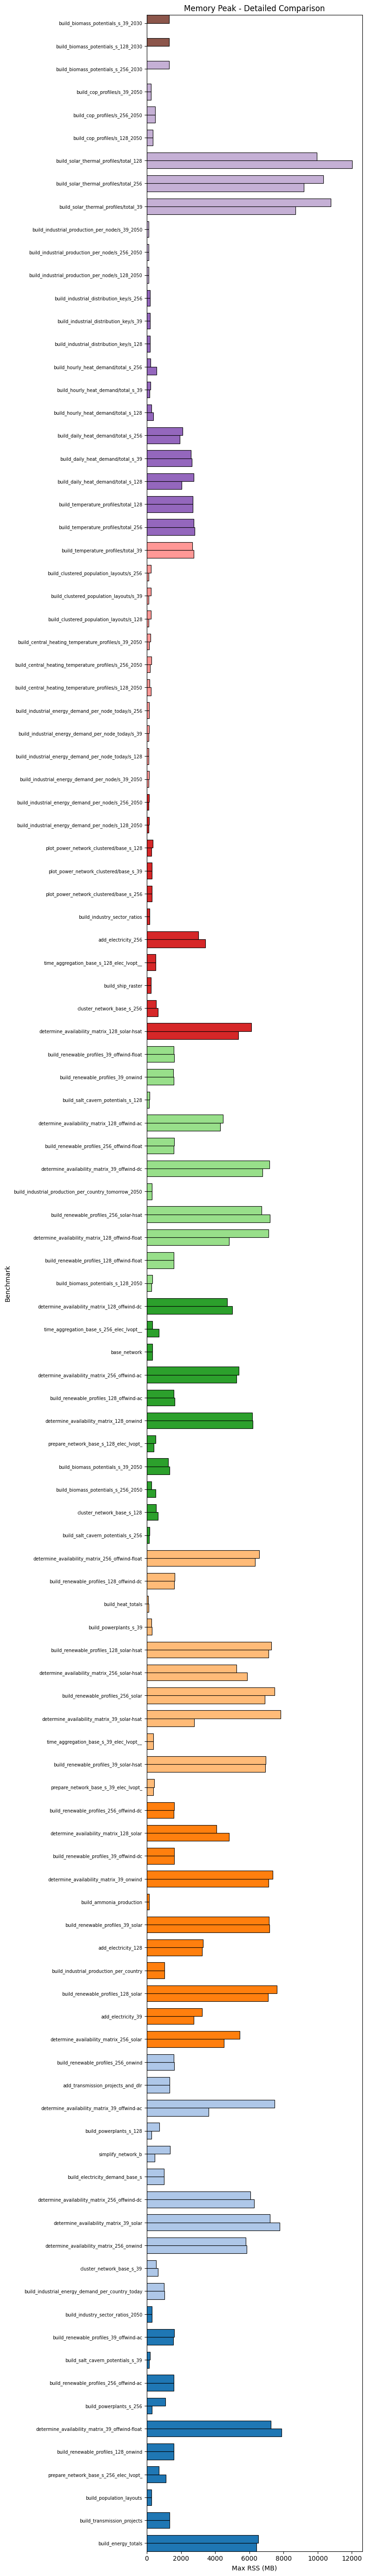 Memory Peak - Detailed Comparison
build_biomass_potentials_s_39_2030
build_biomass_potentials_s_128_2030
build_biomass_potentials_s_256_2030
build_cop_profiles/s_39_2050
build_cop_profiles/s_256_2050
build_cop_profiles/s_128_2050
build_solar_thermal_profiles/total_128
build_solar_thermal_profiles/total_256
build_solar_thermal_profiles/total_39
build_industrial_production_per_node/s_39_2050
build_industrial_production_per_node/s_256_2050
build_industrial_production_per_node/s_128_2050
build_industrial_distribution_key/s_256
build_industrial_distribution_key/s_39
build_industrial_distribution_key/s_128
build_hourly_heat_demand/total_s_256
build_hourly_heat_demand/total_s_39
build_hourly_heat_demand/total_s_128
build_daily_heat_demand/total_s_256
build_daily_heat_demand/total_s_39
build_daily_heat_demand/total_s_128
build_temperature_profiles/total_128
build_temperature_profiles/total_256
build_temperature_profiles/total_39
build_clustered_population_layouts/s_256
build_clustered_population_layouts/s_39
build_clustered_population_layouts/s_128
build_central_heating_temperature_profiles/s_39_2050
build_central_heating_temperature_profiles/s_256_2050
build_central_heating_temperature_profiles/s_128_2050
build_industrial_energy_demand_per_node_today/s_256
build_industrial_energy_demand_per_node_today/s_39
build_industrial_energy_demand_per_node_today/s_128
build_industrial_energy_demand_per_node/s_39_2050
build_industrial_energy_demand_per_node/s_256_2050
build_industrial_energy_demand_per_node/s_128_2050
plot_power_network_clustered/base_s_128
plot_power_network_clustered/base_s_39
plot_power_network_clustered/base_s_256
build_industry_sector_ratios
add_electricity_256
time_aggregation_base_s_128_elec_lvopt__
build_ship_raster
cluster_network_base_s_256
determine_availability_matrix_128_solar-hsat
build_renewable_profiles_39_offwind-float
build_renewable_profiles_39_onwind
build_salt_cavern_potentials_s_128
determine_availability_matrix_128_offwind-ac
build_renewable_profiles_256_offwind-float
determine_availability_matrix_39_offwind-dc
build_industrial_production_per_country_tomorrow_2050
build_renewable_profiles_256_solar-hsat
determine_availability_matrix_128_offwind-float
build_renewable_profiles_128_offwind-float
build_biomass_potentials_s_128_2050
determine_availability_matrix_128_offwind-dc
time_aggregation_base_s_256_elec_lvopt__
base_network
determine_availability_matrix_256_offwind-ac
build_renewable_profiles_128_offwind-ac
determine_availability_matrix_128_onwind
prepare_network_base_s_128_elec_lvopt_
build_biomass_potentials_s_39_2050
build_biomass_potentials_s_256_2050
cluster_network_base_s_128
build_salt_cavern_potentials_s_256
determine_availability_matrix_256_offwind-float
build_renewable_profiles_128_offwind-dc
build_heat_totals
build_powerplants_s_39
build_renewable_profiles_128_solar-hsat
determine_availability_matrix_256_solar-hsat
build_renewable_profiles_256_solar
determine_availability_matrix_39_solar-hsat
time_aggregation_base_s_39_elec_lvopt__
build_renewable_profiles_39_solar-hsat
prepare_network_base_s_39_elec_lvopt_
build_renewable_profiles_256_offwind-dc
determine_availability_matrix_128_solar
build_renewable_profiles_39_offwind-dc
determine_availability_matrix_39_onwind
build_ammonia_production
build_renewable_profiles_39_solar
add_electricity_128
build_industrial_production_per_country
build_renewable_profiles_128_solar
add_electricity_39
determine_availability_matrix_256_solar
build_renewable_profiles_256_onwind
add_transmission_projects_and_dlr
determine_availability_matrix_39_offwind-ac
build_powerplants_s_128
simplify_network_b
build_electricity_demand_base_s
determine_availability_matrix_256_offwind-dc
determine_availability_matrix_39_solar
determine_availability_matrix_256_onwind
cluster_network_base_s_39
build_industrial_energy_demand_per_country_today
build_industry_sector_ratios_2050
build_renewable_profiles_39_offwind-ac
build_salt_cavern_potentials_s_39
build_renewable_profiles_256_offwind-ac
build_powerplants_s_256
determine_availability_matrix_39_offwind-float
build_renewable_profiles_128_onwind
prepare_network_base_s_256_elec_lvopt_
build_population_layouts
build_transmission_projects
build_energy_totals
Benchmark
0 2000 4000 6000 8000 10000 12000
Max RSS (MB)